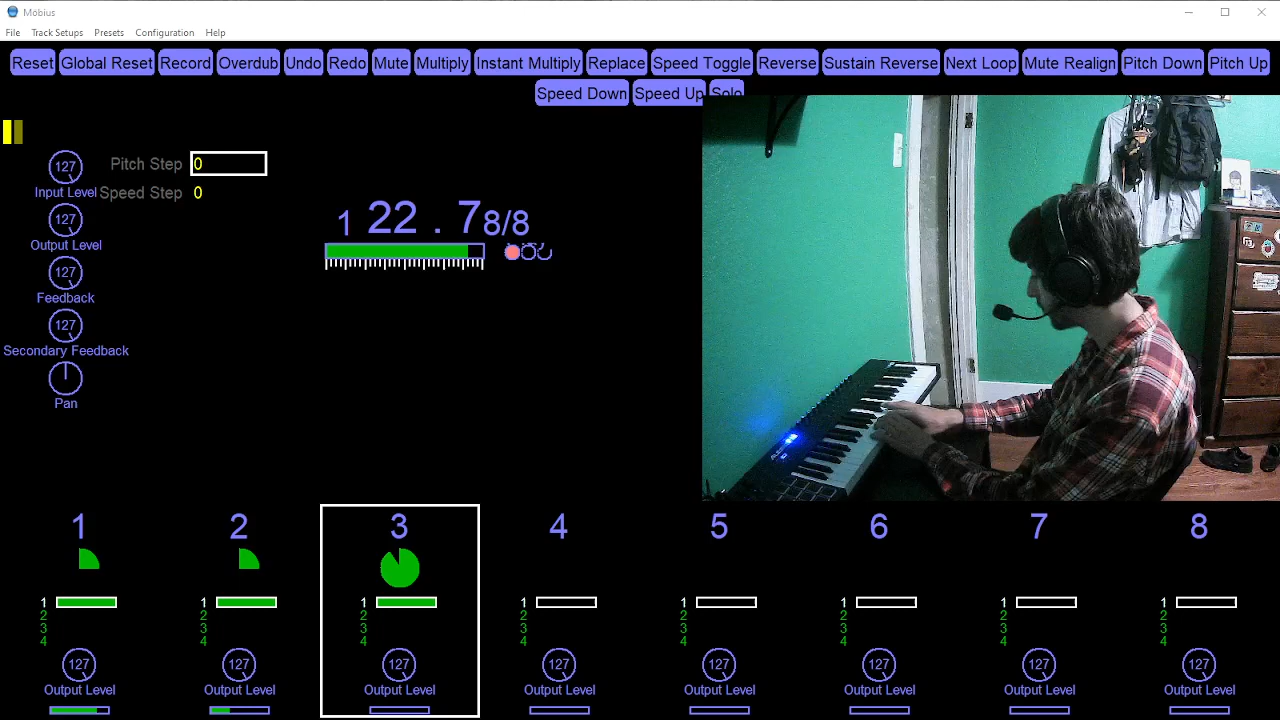 Möbius
File Track Setups Presets Configuration Help
Reset Global Reset Record Overdub Undo Redo Mute Multiply Instant Multiply Replace Speed Toggle Reverse Sustain Reverse Next Loop Mute Realign Pitch Down Pitch Up
Speed Down Speed Up Solo
127
Input Level
Pitch Step 0
Speed Step 0
127
Output Level
127
Feedback
127
Secondary Feedback
Pan
1 22 . 7 8/8
1 2 3 4 5 6 7 8
1 1 1 1 1 1 1 1
2 2 2 2 2 2 2 2
3 3 3 3 3 3 3 3
4 4 4 4 4 4 4 4
127 127 127 127 127 127 127 127
Output Level Output Level Output Level Output Level Output Level Output Level Output Level Output Level